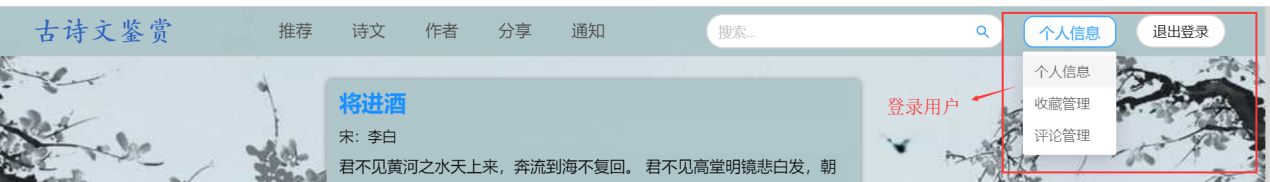 古诗文鉴赏 推荐 诗文 作者 分享 通知 搜索... 个人信息 退出登录
个人信息
收藏管理
评论管理
登录用户
将进酒
宋：李白
君不见黄河之水天上来，奔流到海不复回。 君不见高堂明镜悲白发，朝